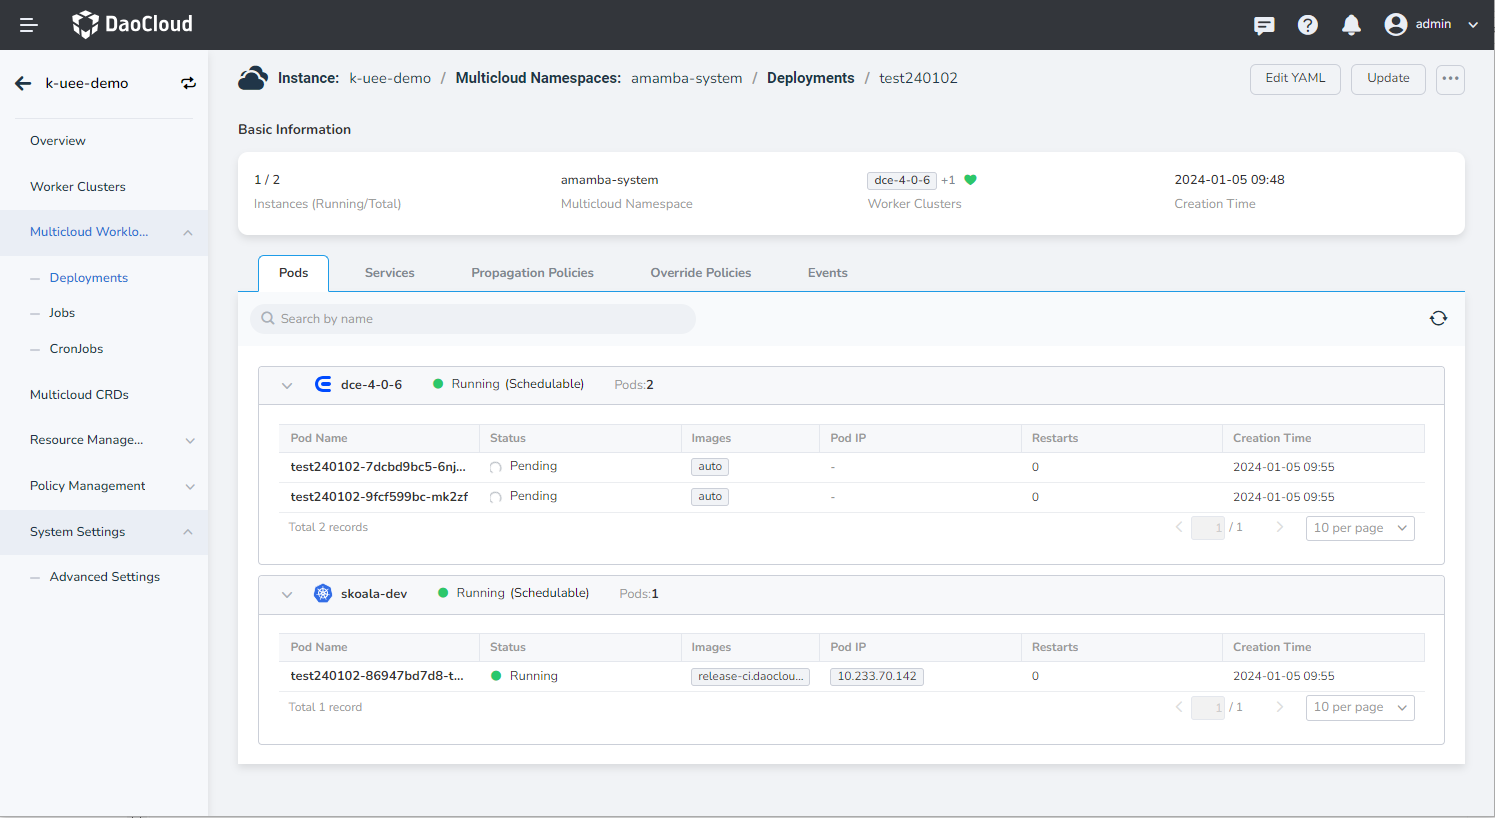 DaoCloud
admin
k-uee-demo
Instance: k-uee-demo / Multicloud Namespaces: amamba-system / Deployments / test240102
Edit YAML
Update
Overview
Worker Clusters
Multicloud Worklo...
Deployments
Jobs
CronJobs
Multicloud CRDs
Resource Manage...
Policy Management
System Settings
Advanced Settings
Basic Information
1 / 2
Instances (Running/Total)
amamba-system
Multicloud Namespace
dce-4-0-6 +1
Worker Clusters
2024-01-05 09:48
Creation Time
Pods Services Propagation Policies Override Policies Events
Search by name
dce-4-0-6 Running (Schedulable) Pods:2
Pod Name Status Images Pod IP Restarts Creation Time
test240102-7dcbd9bc5-6nj... Pending auto - 0 2024-01-05 09:55
test240102-9fcf599bc-mk2zf Pending auto - 0 2024-01-05 09:55
Total 2 records 1 / 1 10 per page
skoala-dev Running (Schedulable) Pods:1
Pod Name Status Images Pod IP Restarts Creation Time
test240102-86947bd7d8-t... Running release-ci.daoclou... 10.233.70.142 0 2024-01-05 09:55
Total 1 record 1 / 1 10 per page